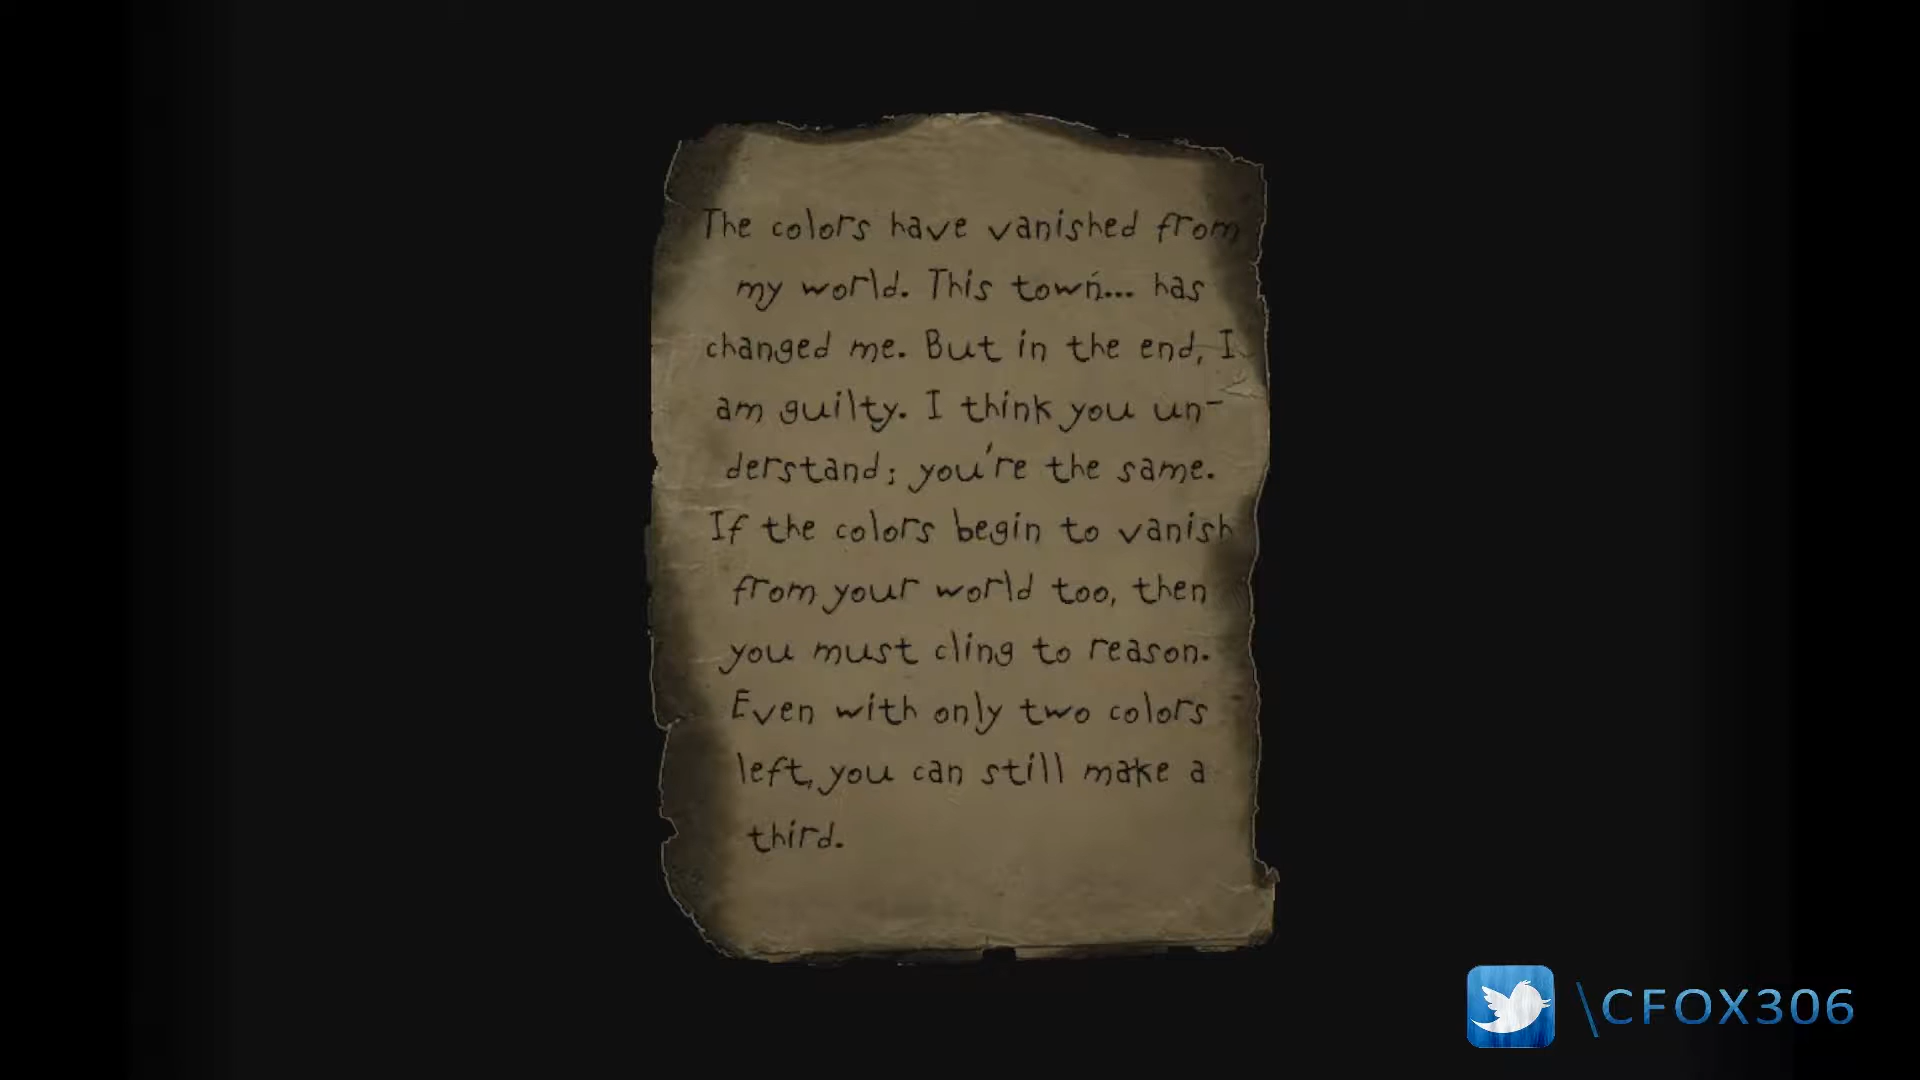 The colors have vanished from
my world. This town... has
changed me. But in the end, I
am guilty. I think you un-
derstand; you're the same.
If the colors begin to vanish
from your world too, then
you must cling to reason.
Even with only two colors
left, you can still make a
third.
\CFOX306